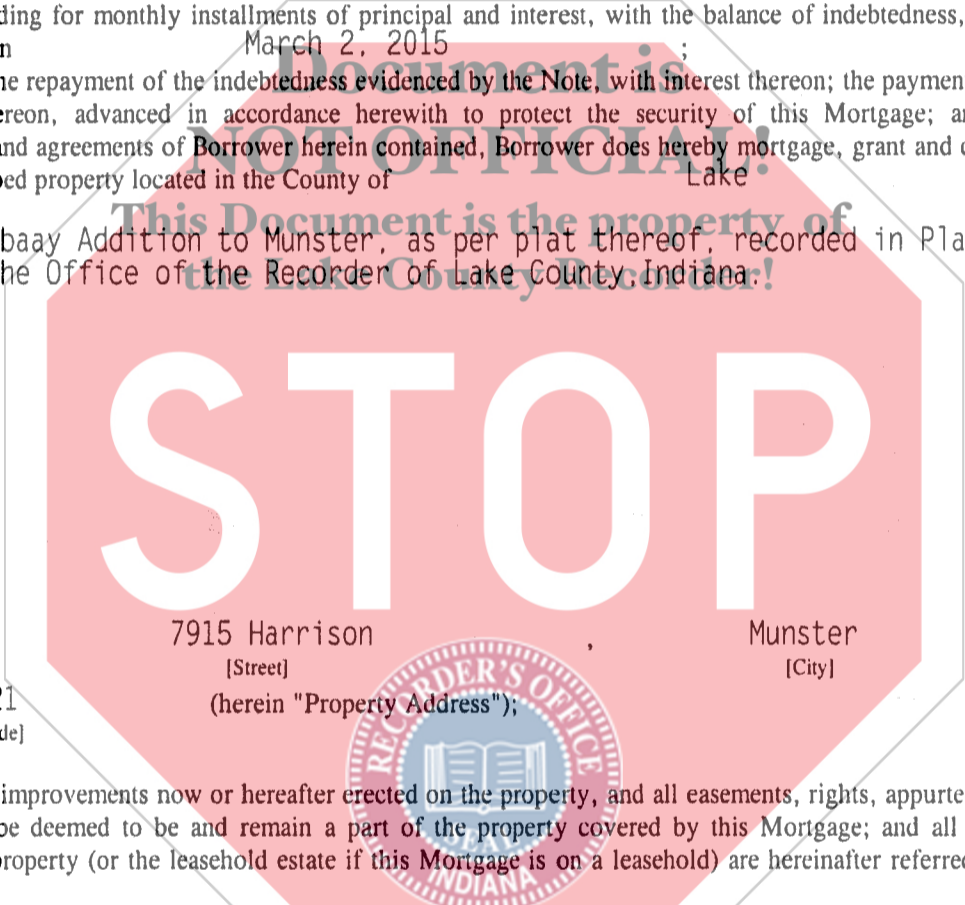 ding for monthly installments of principal and interest, with the balance of indebtedness,
n March 2, 2015 ;
Document is
he repayment of the indebtedness evidenced by the Note, with interest thereon; the paymen
ereon, advanced in accordance herewith to protect the security of this Mortgage; a
NOT OFFICIAL!
nd agreements of Borrower herein contained, Borrower does hereby mortgage, grant and c
bed property located in the County of Lake
This Document is the property of
baay Addition to Munster, as per plat thereof, recorded in Pla
the Lake County Recorder!
he Office of the Recorder of Lake County, Indiana.
STOP
7915 Harrison , Munster
[Street] [City]
21 (herein "Property Address");
de]
RECORDER'S OFFICE
improvements now or hereafter erected on the property, and all easements, rights, appurte
be deemed to be and remain a part of the property covered by this Mortgage; and all
SEAL
roperty (or the leasehold estate if this Mortgage is on a leasehold) are hereinafter referre
INDIANA